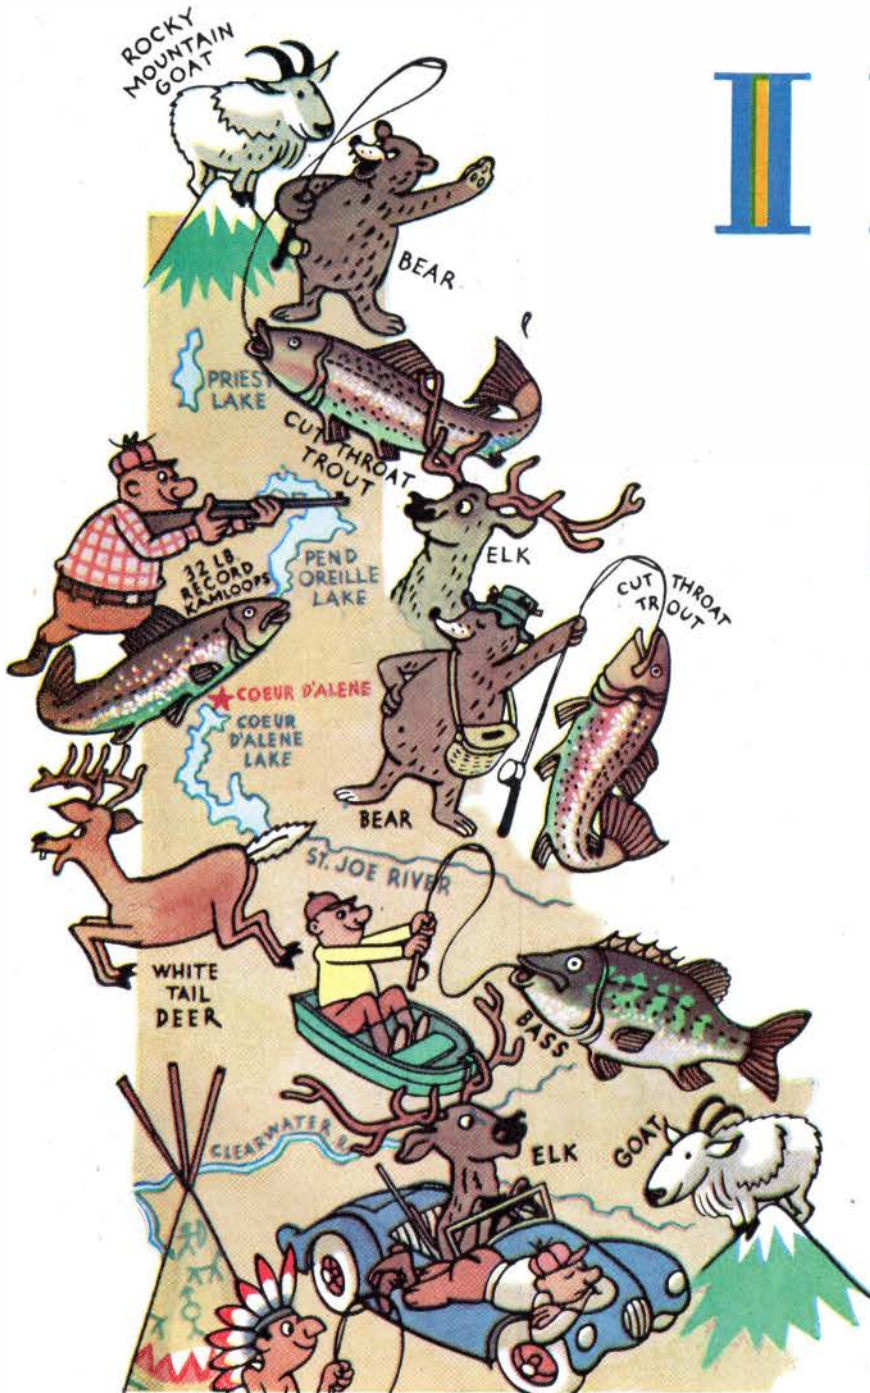 ROCKY
MOUNTAIN
GOAT
I
BEAR
PRIEST
LAKE
CUT THROAT
TROUT
ELK
32 LB.
RECORD
KAMLOOPS
PEND
OREILLE
LAKE
CUT THROAT
TROUT
COEUR D'ALENE
COEUR
D'ALENE
LAKE
BEAR
ST. JOE RIVER
WHITE
TAIL
DEER
BASS
CLEARWATER R.
ELK
GOAT